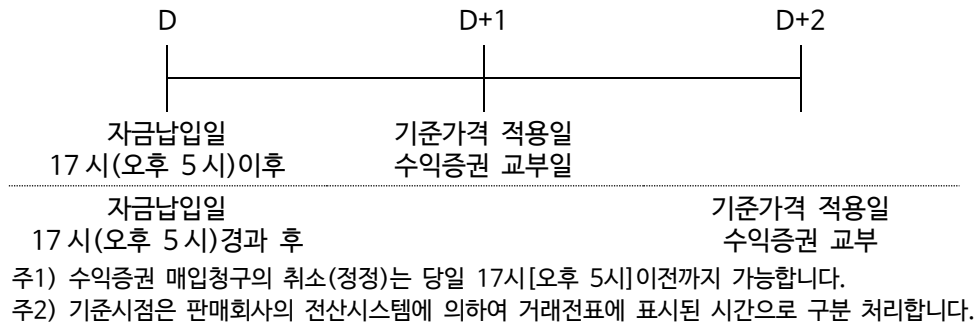 D D+1 D+2
자금납입일 기준가격 적용일
17시(오후 5시)이후 수익증권 교부일
자금납입일 기준가격 적용일
17시(오후 5시)경과 후 수익증권 교부
주1) 수익증권 매입청구의 취소(정정)는 당일 17시[오후 5시]이전까지 가능합니다.
주2) 기준시점은 판매회사의 전산시스템에 의하여 거래전표에 표시된 시간으로 구분 처리합니다.